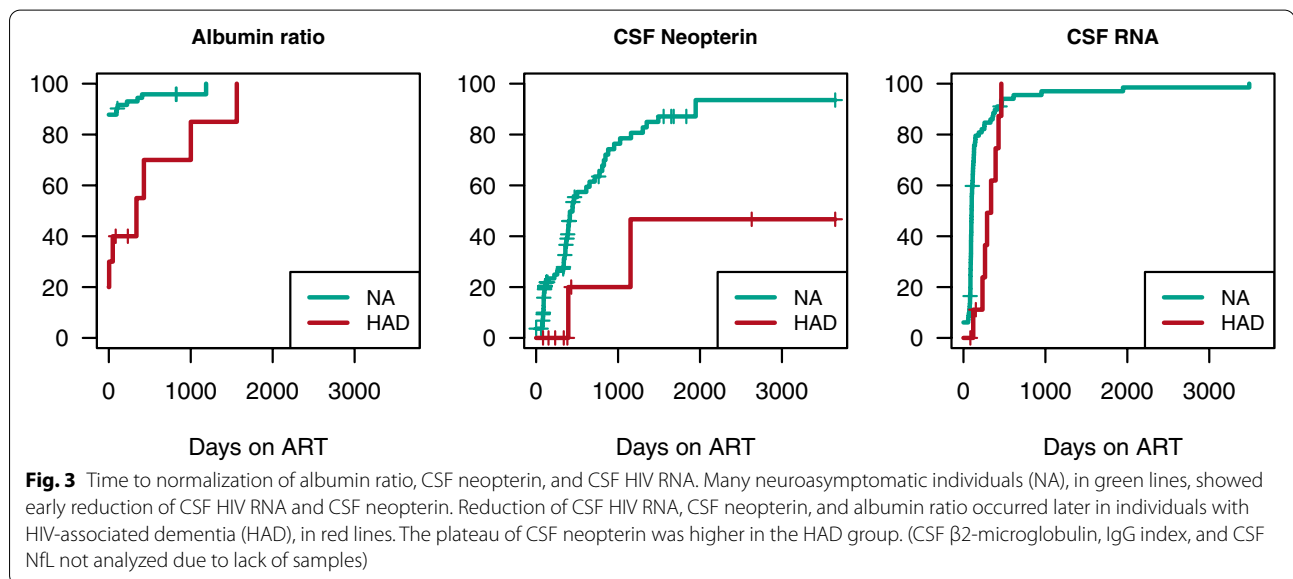 Albumin ratio
CSF Neopterin
CSF RNA
100
80
60
40
20
0
NA
HAD
0 1000 2000 3000
Days on ART
100
80
60
40
20
0
NA
HAD
0 1000 2000 3000
Days on ART
100
80
60
40
20
0
NA
HAD
0 1000 2000 3000
Days on ART
Fig. 3 Time to normalization of albumin ratio, CSF neopterin, and CSF HIV RNA. Many neuroasymptomatic individuals (NA), in green lines, showed
early reduction of CSF HIV RNA and CSF neopterin. Reduction of CSF HIV RNA, CSF neopterin, and albumin ratio occurred later in individuals with
HIV-associated dementia (HAD), in red lines. The plateau of CSF neopterin was higher in the HAD group. (CSF β2-microglobulin, IgG index, and CSF
NfL not analyzed due to lack of samples)